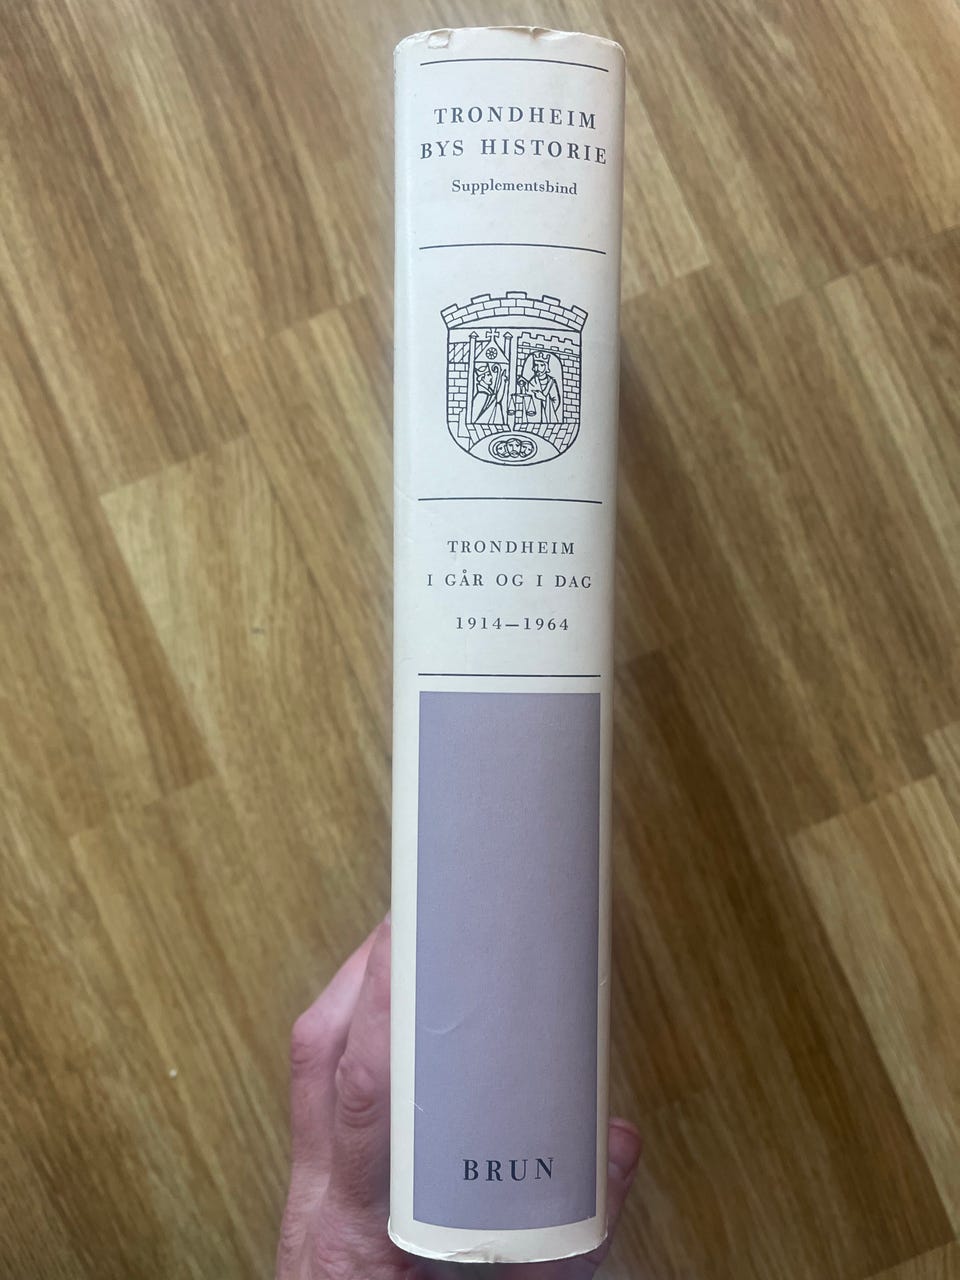 TRONDHEIM
BYS HISTORIE
Supplementsbind
TRONDHEIM
I GÅR OG I DAG
1914—1964
BRUN